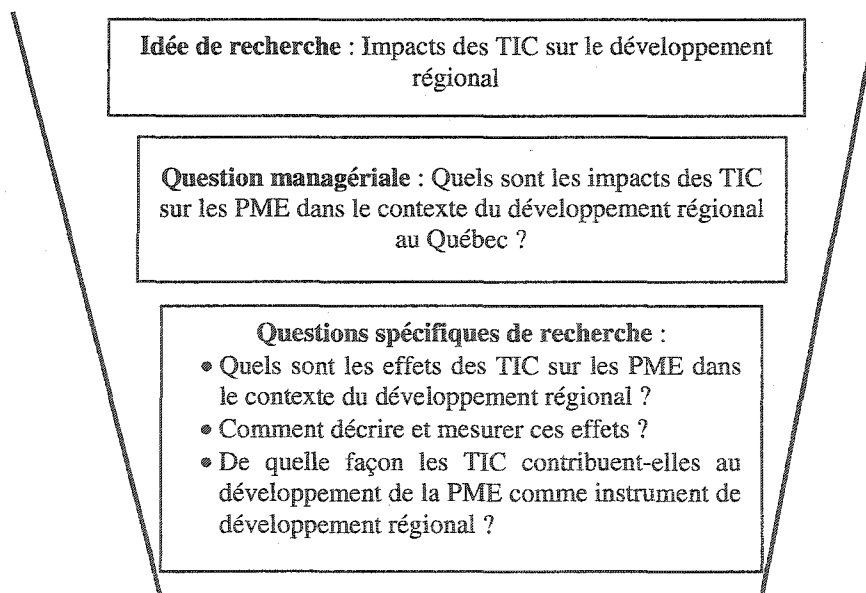 Idée de recherche : Impacts des TIC sur le développement
régional
Question managériale : Quels sont les impacts des TIC
sur les PME dans le contexte du développement régional
au Québec ?
Questions spécifiques de recherche :
• Quels sont les effets des TIC sur les PME dans
le contexte du développement régional ?
• Comment décrire et mesurer ces effets ?
• De quelle façon les TIC contribuent-elles au
développement de la PME comme instrument de
développement régional ?